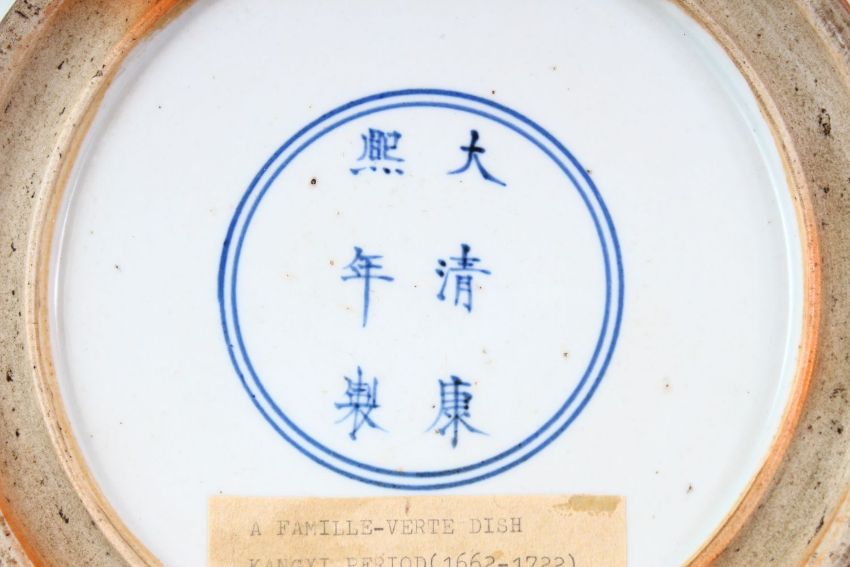 大清康
熙年製
A FAMILLE-VERTE DISH
KANGXI PERIOD(1662-1722)